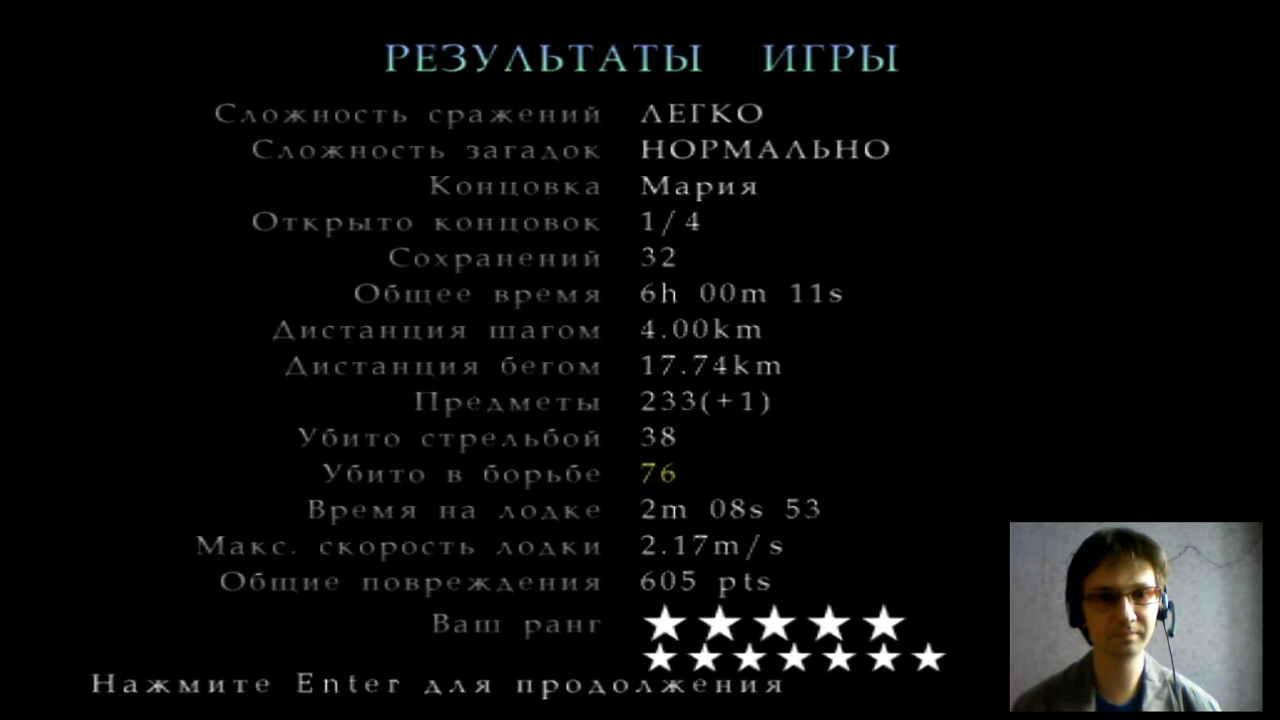 РЕЗУЛЬТАТЫ ИГРЫ
Сложность сражений ЛЕГКО
Сложность загадок НОРМАЛЬНО
Концовка Мария
Открыто концовок 1/4
Сохранений 32
Общее время 6h 00m 11s
Дистанция шагом 4.00km
Дистанция бегом 17.74km
Предметы 233(+1)
Убито стрельбой 38
Убито в борьбе 76
Время на лодке 2m 08s 53
Макс. скорость лодки 2.17m/s
Общие повреждения 605 pts
Ваш ранг
Нажмите Enter для продолжения